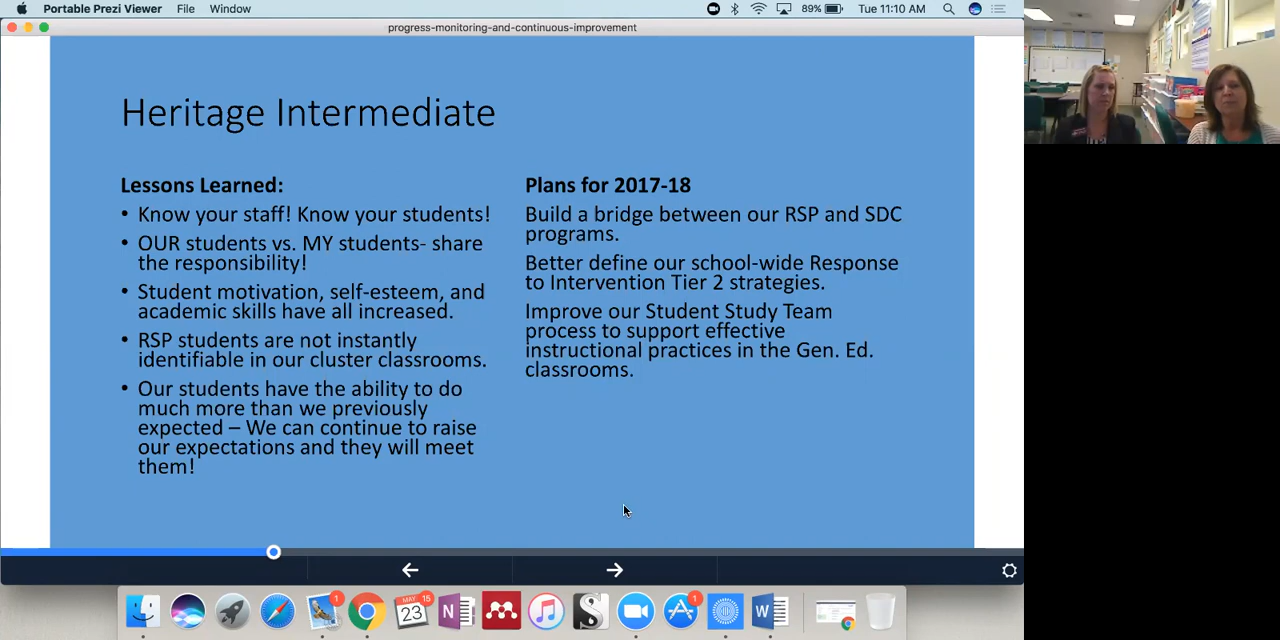 Portable Prezi Viewer File Window 89% Tue 11:10 AM
progress-monitoring-and-continuous-improvement
Heritage Intermediate
Lessons Learned:
• Know your staff! Know your students!
• OUR students vs. MY students- share
the responsibility!
• Student motivation, self-esteem, and
academic skills have all increased.
• RSP students are not instantly
identifiable in our cluster classrooms.
• Our students have the ability to do
much more than we previously
expected – We can continue to raise
our expectations and they will meet
them!
Plans for 2017-18
Build a bridge between our RSP and SDC
programs.
Better define our school-wide Response
to Intervention Tier 2 strategies.
Improve our Student Study Team
process to support effective
instructional practices in the Gen. Ed.
classrooms.
1
MAY 15
23
N
S
1
W